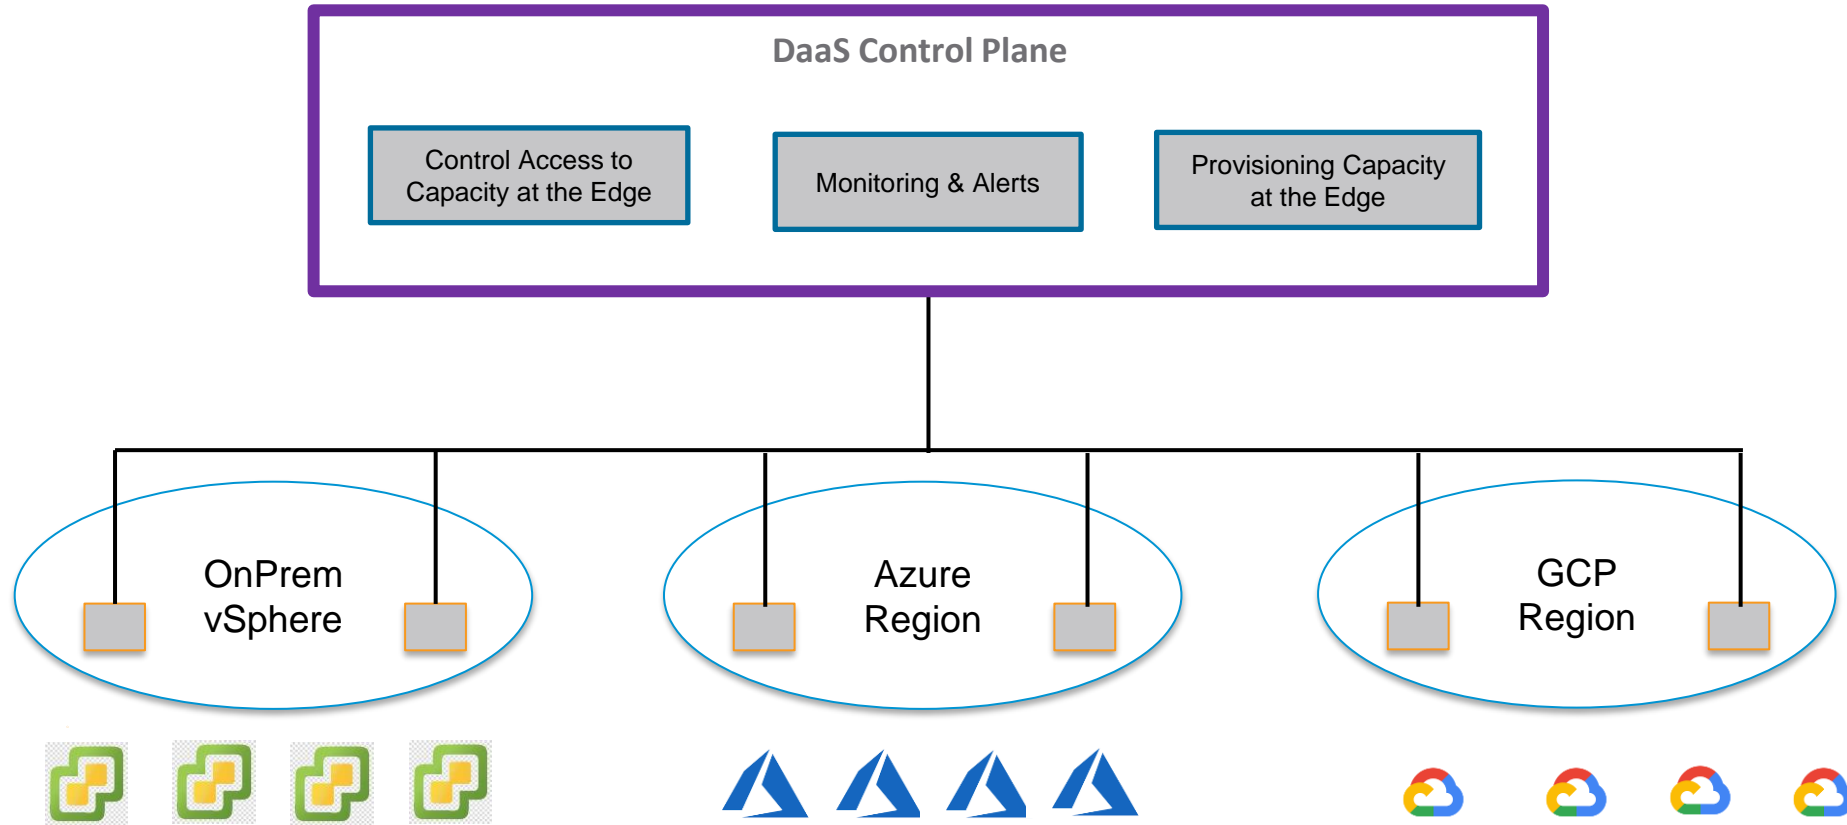 DaaS Control Plane
Control Access to
Capacity at the Edge
Monitoring & Alerts
Provisioning Capacity
at the Edge
OnPrem
vSphere
Azure
Region
GCP
Region